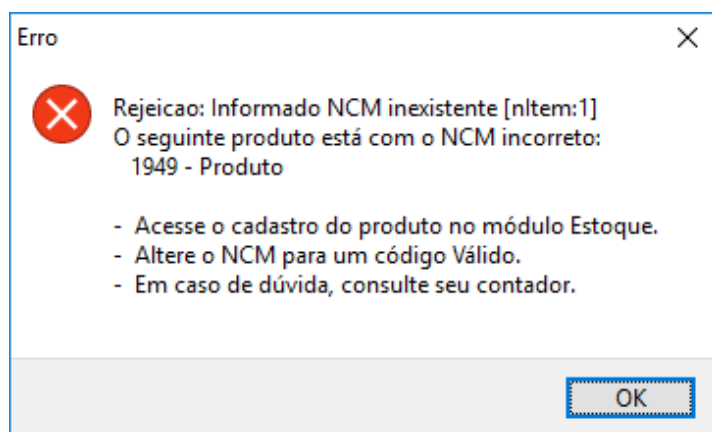 Erro
Rejeicao: Informado NCM inexistente [nItem:1]
O seguinte produto está com o NCM incorreto:
1949 - Produto
- Acesse o cadastro do produto no módulo Estoque.
- Altere o NCM para um código Válido.
- Em caso de dúvida, consulte seu contador.
OK